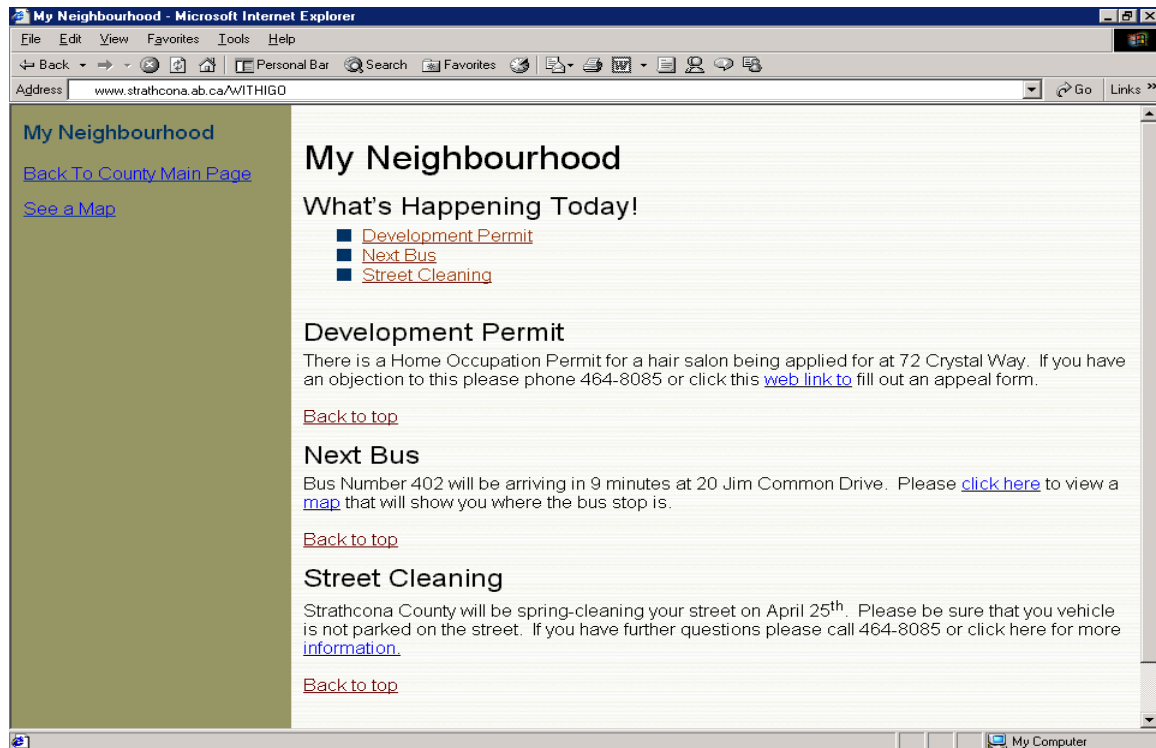 My Neighbourhood - Microsoft Internet Explorer
File Edit View Favorites Tools Help
Back Personal Bar Search Favorites
Address www.strathcona.ab.ca/WITHIGO Go Links »
My Neighbourhood
Back To County Main Page
See a Map
My Neighbourhood
What's Happening Today!
Development Permit
Next Bus
Street Cleaning
Development Permit
There is a Home Occupation Permit for a hair salon being applied for at 72 Crystal Way. If you have
an objection to this please phone 464-8085 or click this web link to fill out an appeal form.
Back to top
Next Bus
Bus Number 402 will be arriving in 9 minutes at 20 Jim Common Drive. Please click here to view a
map that will show you where the bus stop is.
Back to top
Street Cleaning
Strathcona County will be spring-cleaning your street on April 25th. Please be sure that you vehicle
is not parked on the street. If you have further questions please call 464-8085 or click here for more
information.
Back to top
My Computer